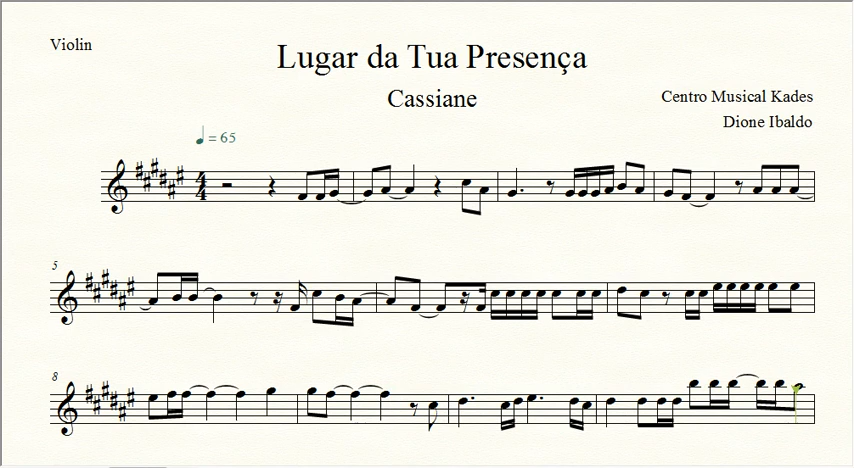 Violin
Lugar da Tua Presença
Cassiane
Centro Musical Kades
Dione Ibaldo
♩ = 65
4/4
5
8